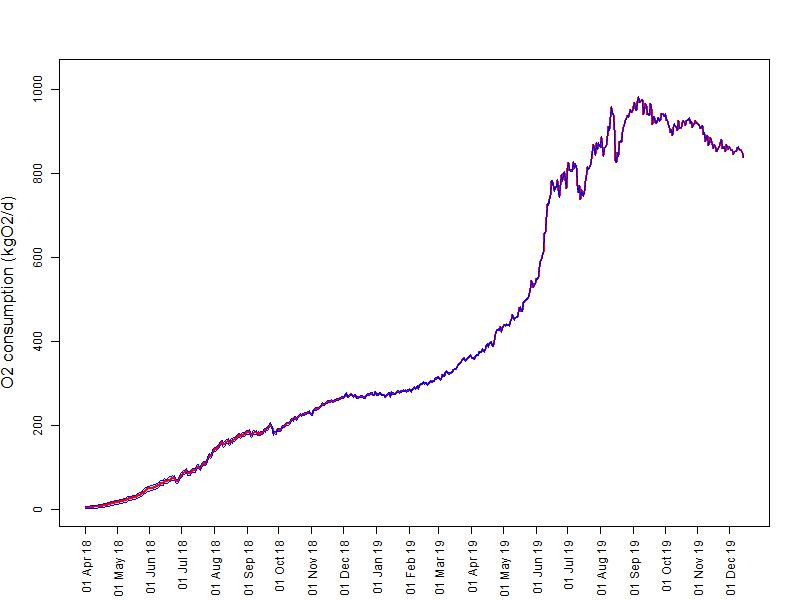 O2 consumption (kgO2/d)
1000
800
600
400
200
0
01 Apr 18
01 May 18
01 Jun 18
01 Jul 18
01 Aug 18
01 Sep 18
01 Oct 18
01 Nov 18
01 Dec 18
01 Jan 19
01 Feb 19
01 Mar 19
01 Apr 19
01 May 19
01 Jun 19
01 Jul 19
01 Aug 19
01 Sep 19
01 Oct 19
01 Nov 19
01 Dec 19